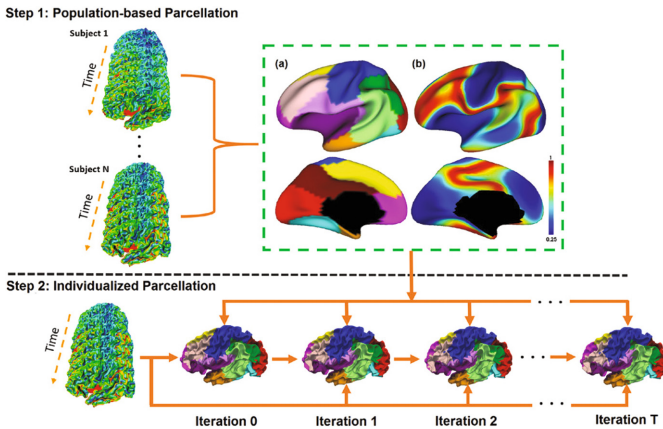 Step 1: Population-based Parcellation
Subject 1
Time
(a)
(b)
Subject N
Time
1
0.25
Step 2: Individualized Parcellation
Time
Iteration 0
Iteration 1
Iteration 2
Iteration T